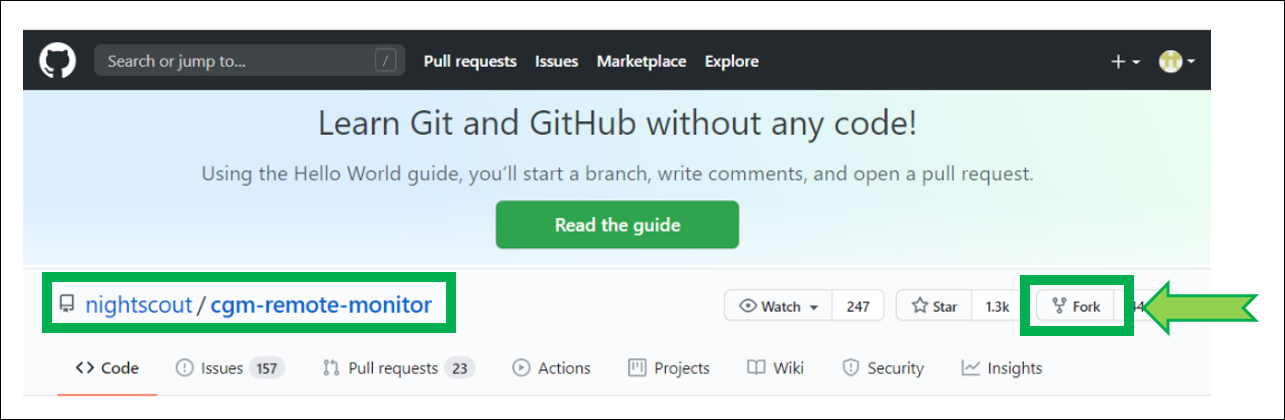 Search or jump to... / Pull requests Issues Marketplace Explore
Learn Git and GitHub without any code!
Using the Hello World guide, you'll start a branch, write comments, and open a pull request.
Read the guide
nightscout / cgm-remote-monitor Watch 247 Star 1.3k Fork
Code Issues 157 Pull requests 23 Actions Projects Wiki Security Insights